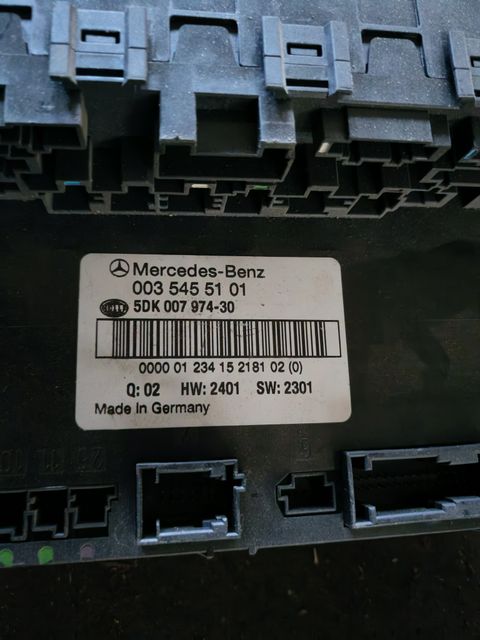 Mercedes-Benz
003 545 51 01
HELLA 5DK 007 974-30
0000 01 234 15 2181 02 (0)
Q: 02 HW: 2401 SW: 2301
Made In Germany